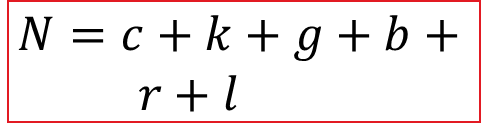 N = c + k + g + b +
r + l